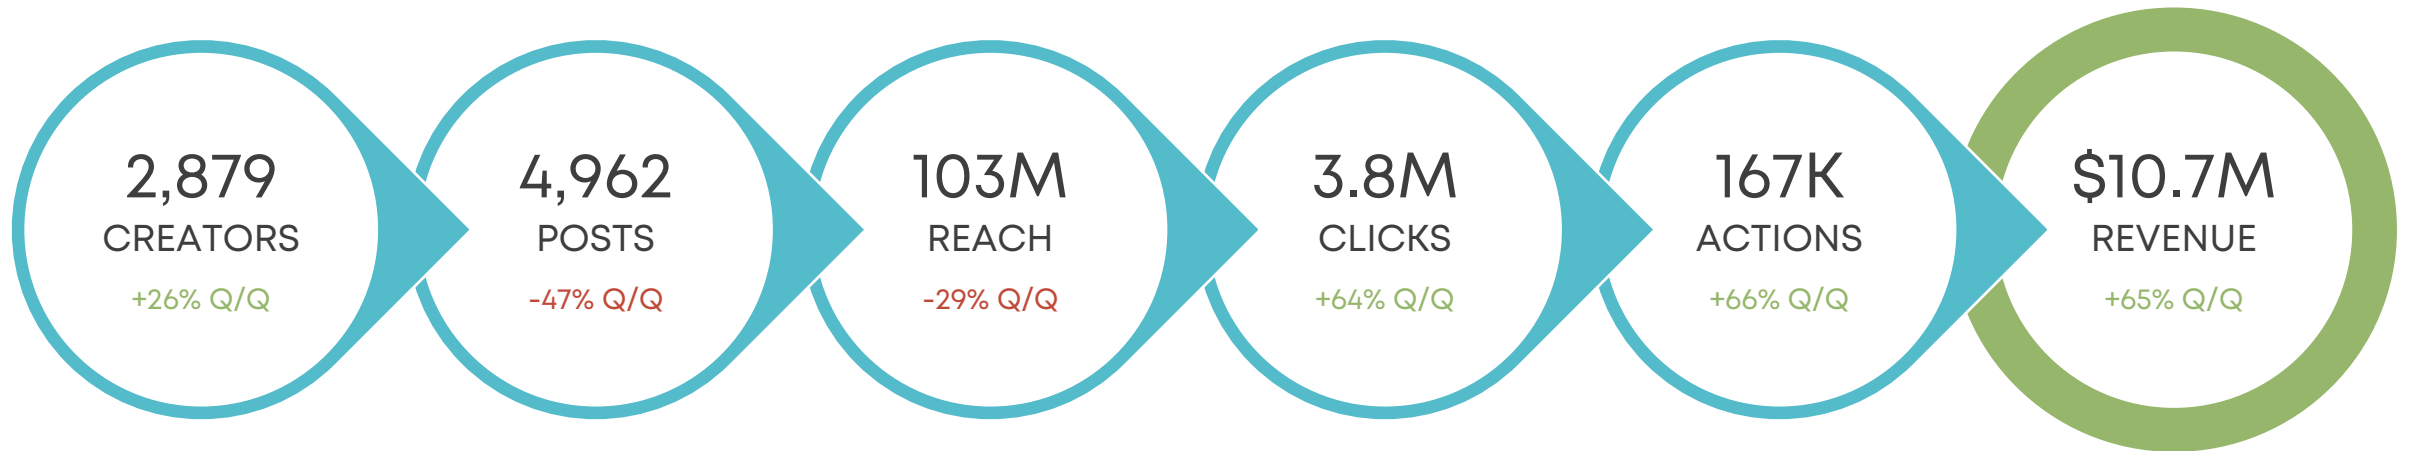 2,879
CREATORS
+26% Q/Q
4,962
POSTS
-47% Q/Q
103M
REACH
-29% Q/Q
3.8M
CLICKS
+64% Q/Q
167K
ACTIONS
+66% Q/Q
$10.7M
REVENUE
+65% Q/Q